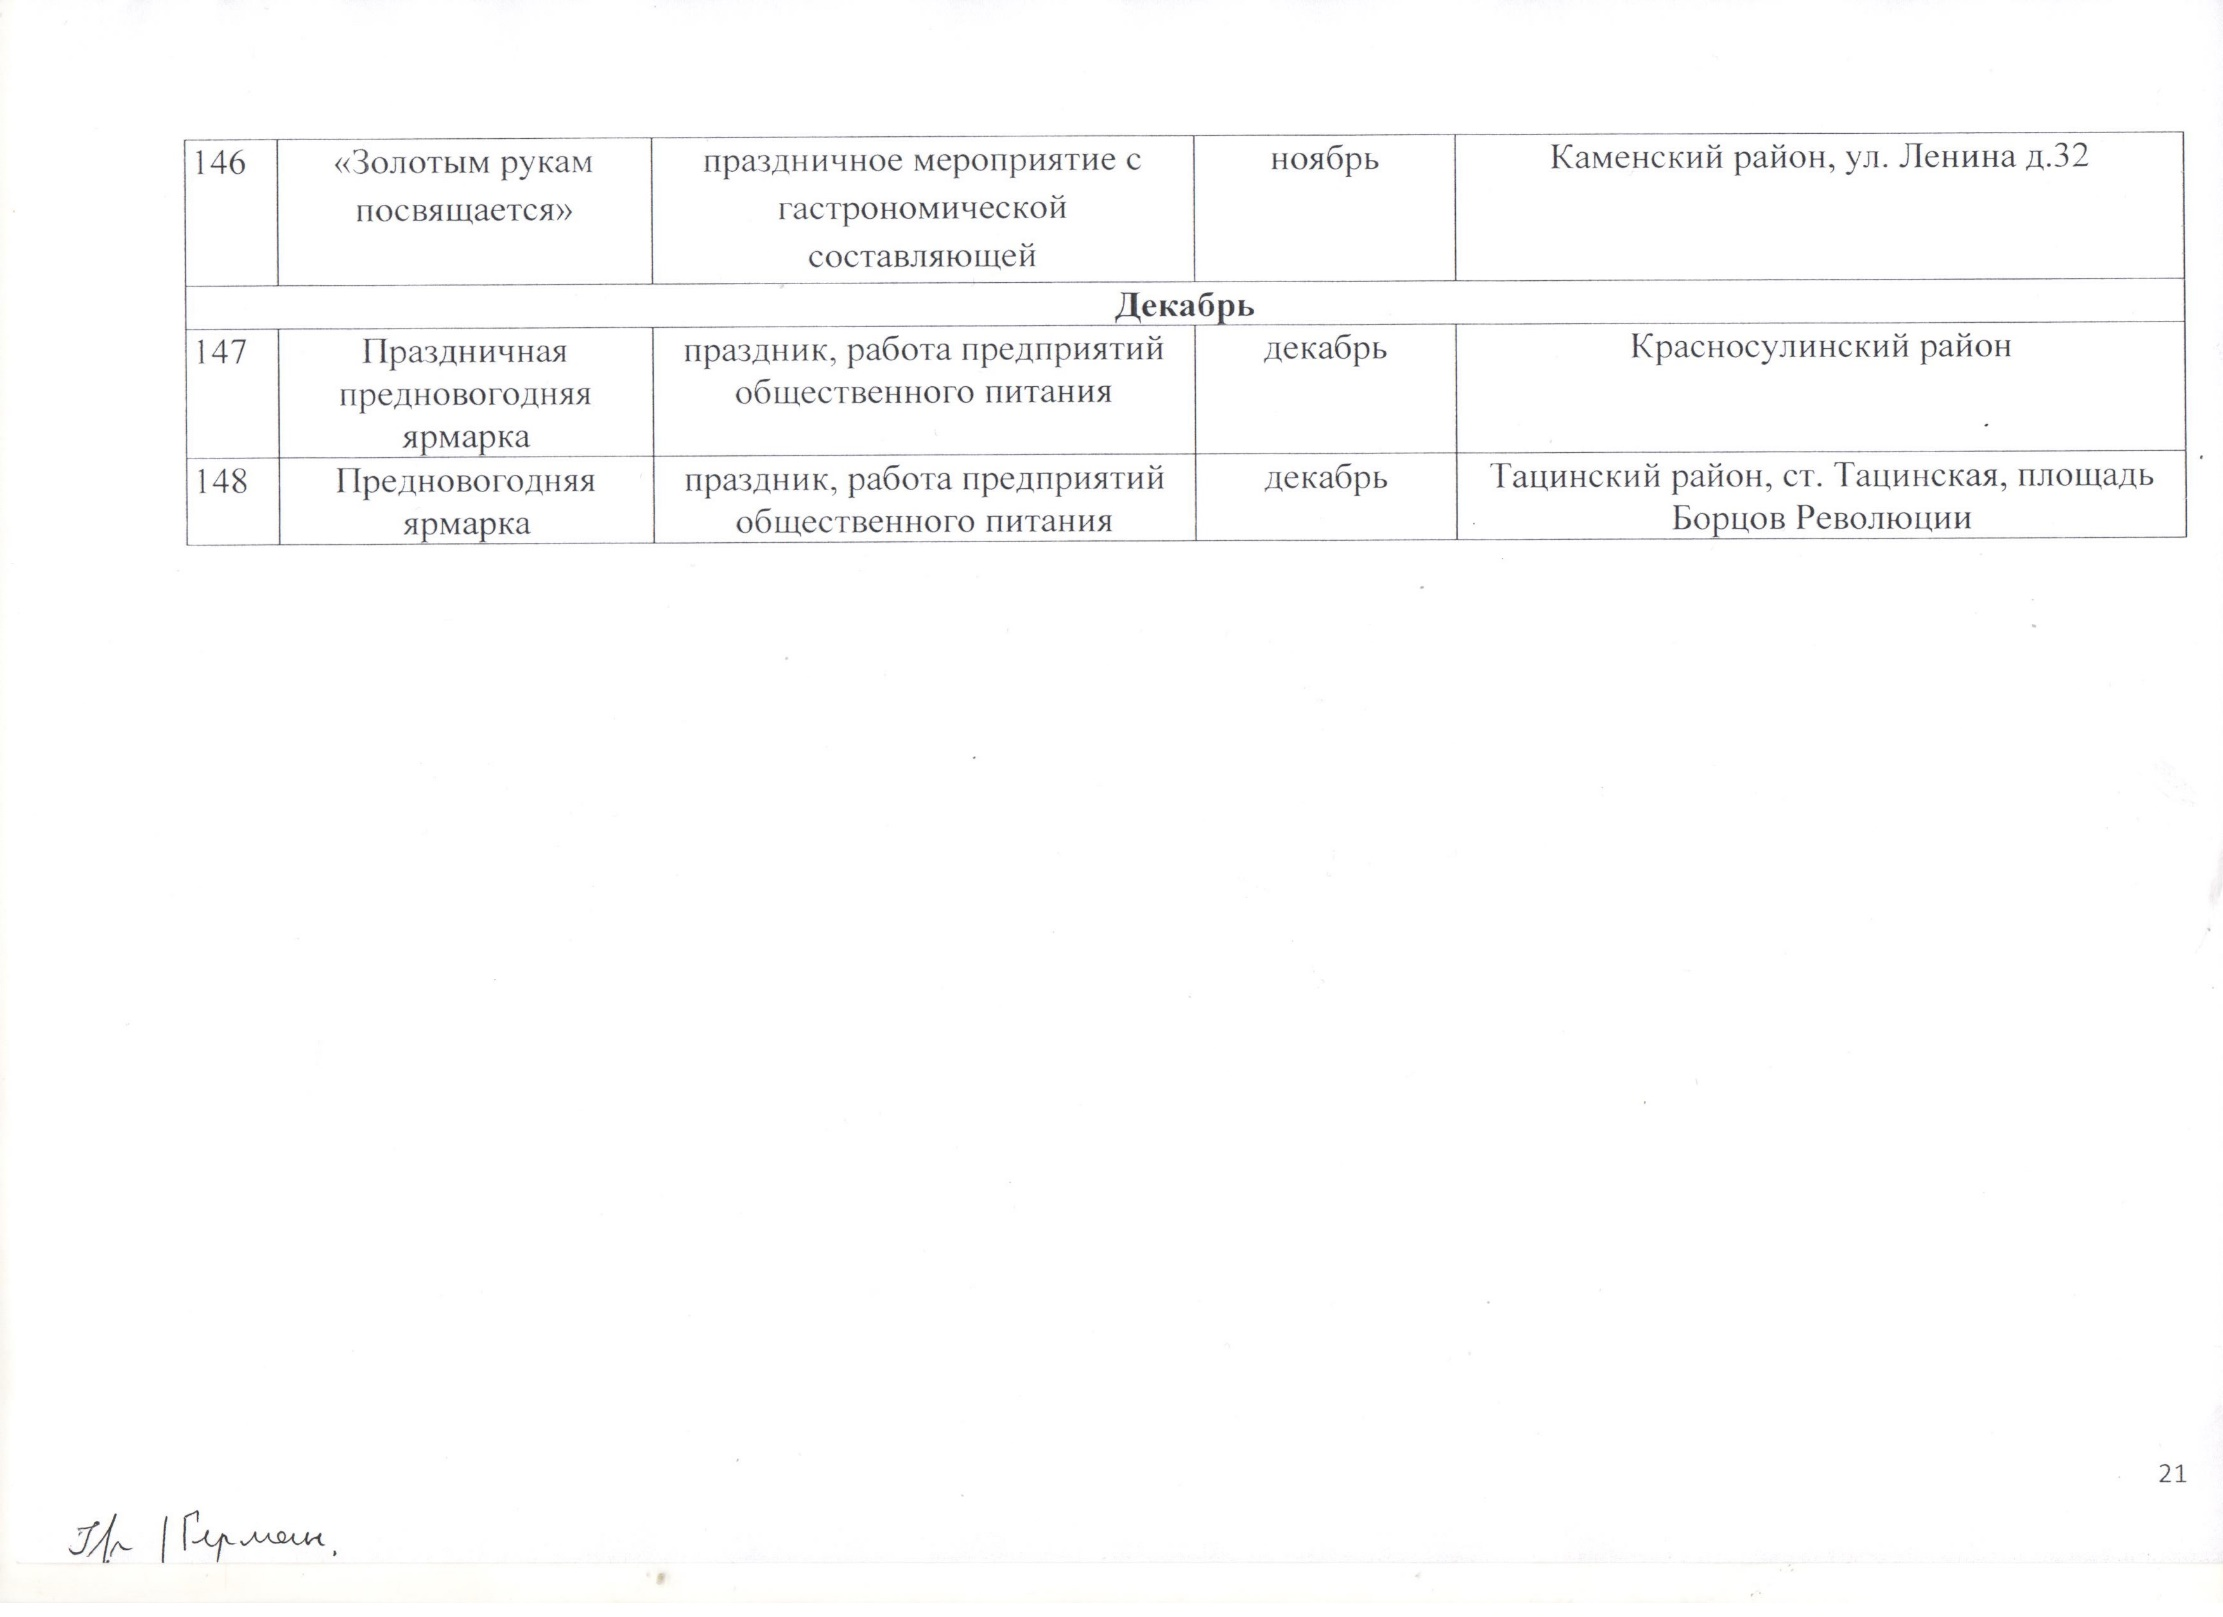 146
«Золотым рукам
посвящается»
праздничное мероприятие с
гастрономической
составляющей
ноябрь
Каменский район, ул. Ленина д.32
Декабрь
147
Праздничная
предновогодняя
ярмарка
праздник, работа предприятий
общественного питания
декабрь
Красносулинский район
148
Предновогодняя
ярмарка
праздник, работа предприятий
общественного питания
декабрь
Тацинский район, ст. Тацинская, площадь
Борцов Революции
21
Герман.